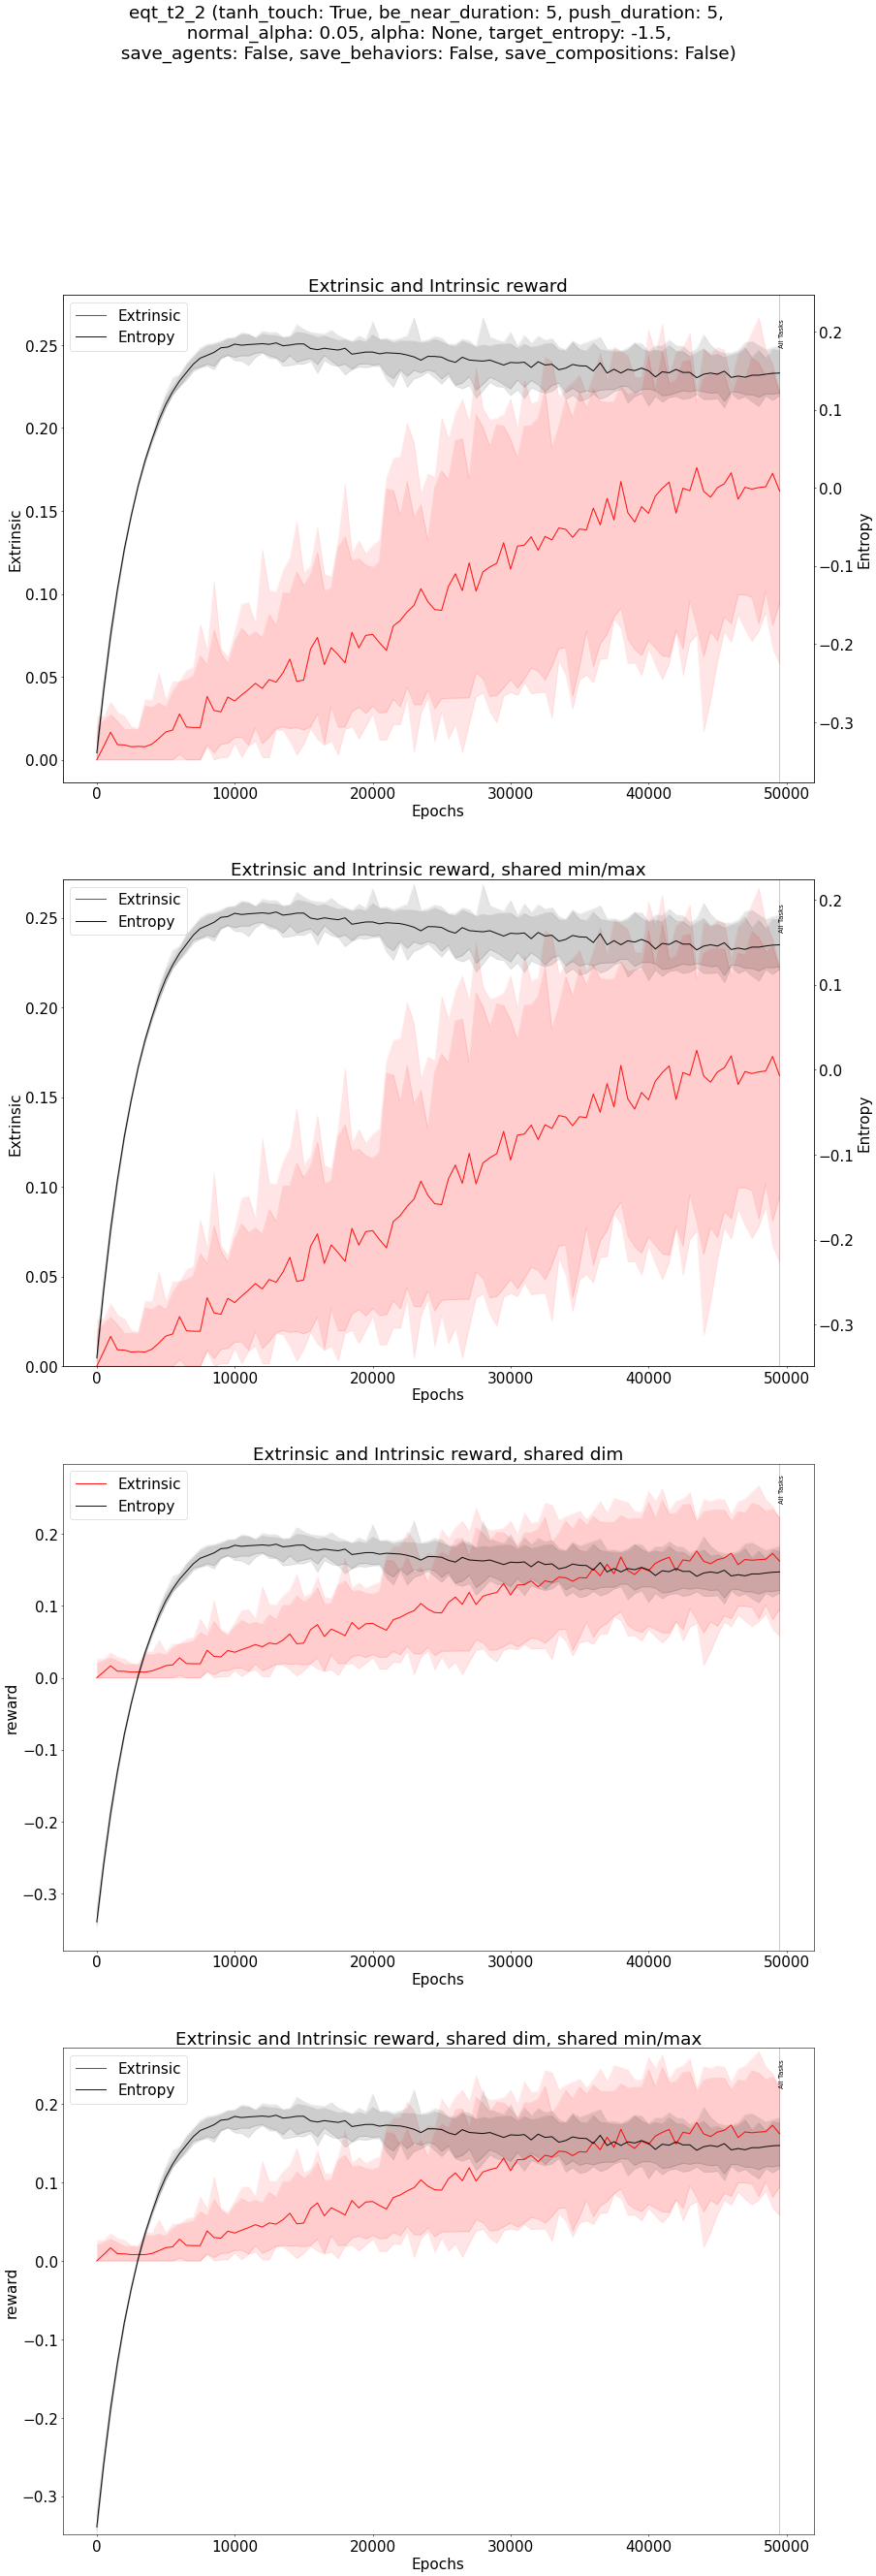 eqt_t2_2 (tanh_touch: True, be_near_duration: 5, push_duration: 5,
normal_alpha: 0.05, alpha: None, target_entropy: -1.5,
save_agents: False, save_behaviors: False, save_compositions: False)
Extrinsic and Intrinsic reward
Extrinsic
Entropy
All Tasks
0.25
0.20
0.15
0.10
0.05
0.00
Extrinsic
0.2
0.1
0.0
−0.1
−0.2
−0.3
Entropy
0 10000 20000 30000 40000 50000
Epochs
Extrinsic and Intrinsic reward, shared min/max
Extrinsic
Entropy
All Tasks
0.25
0.20
0.15
0.10
0.05
0.00
Extrinsic
0.2
0.1
0.0
−0.1
−0.2
−0.3
Entropy
0 10000 20000 30000 40000 50000
Epochs
Extrinsic and Intrinsic reward, shared dim
Extrinsic
Entropy
All Tasks
0.2
0.1
0.0
−0.1
−0.2
−0.3
reward
0 10000 20000 30000 40000 50000
Epochs
Extrinsic and Intrinsic reward, shared dim, shared min/max
Extrinsic
Entropy
All Tasks
0.2
0.1
0.0
−0.1
−0.2
−0.3
reward
0 10000 20000 30000 40000 50000
Epochs